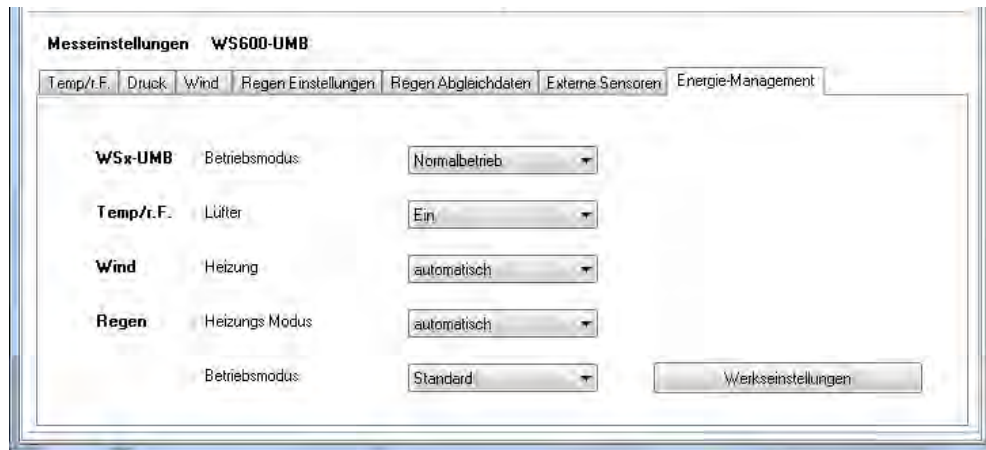 Messeinstellungen WS600-UMB
Temp/r.F. Druck Wind Regen Einstellungen Regen Abgleichdaten Externe Sensoren Energie-Management
WSx-UMB Betriebsmodus Normalbetrieb
Temp/r.F. Lüfter Ein
Wind Heizung automatisch
Regen Heizungs Modus automatisch
Betriebsmodus Standard Werkseinstellungen